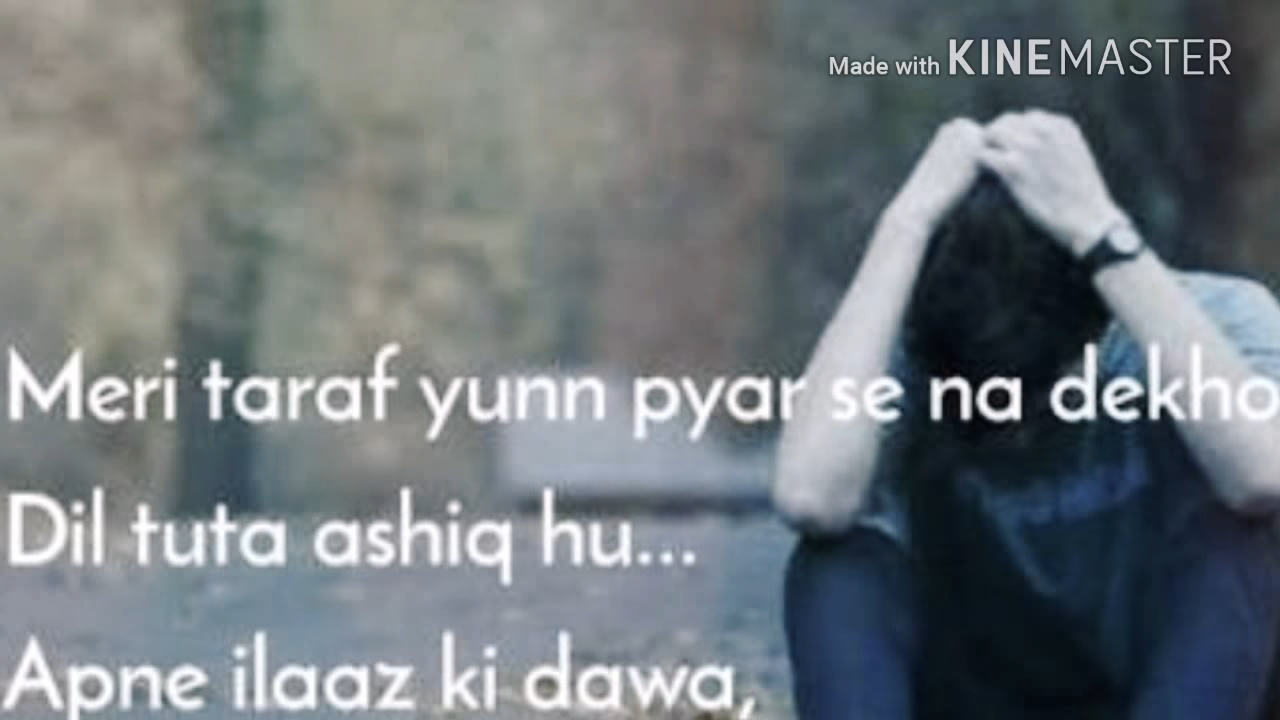 Made with KINEMASTER
Meri taraf yunn pyar se na dekho
Dil tuta ashiq hu...
Apne ilaaz ki dawa,